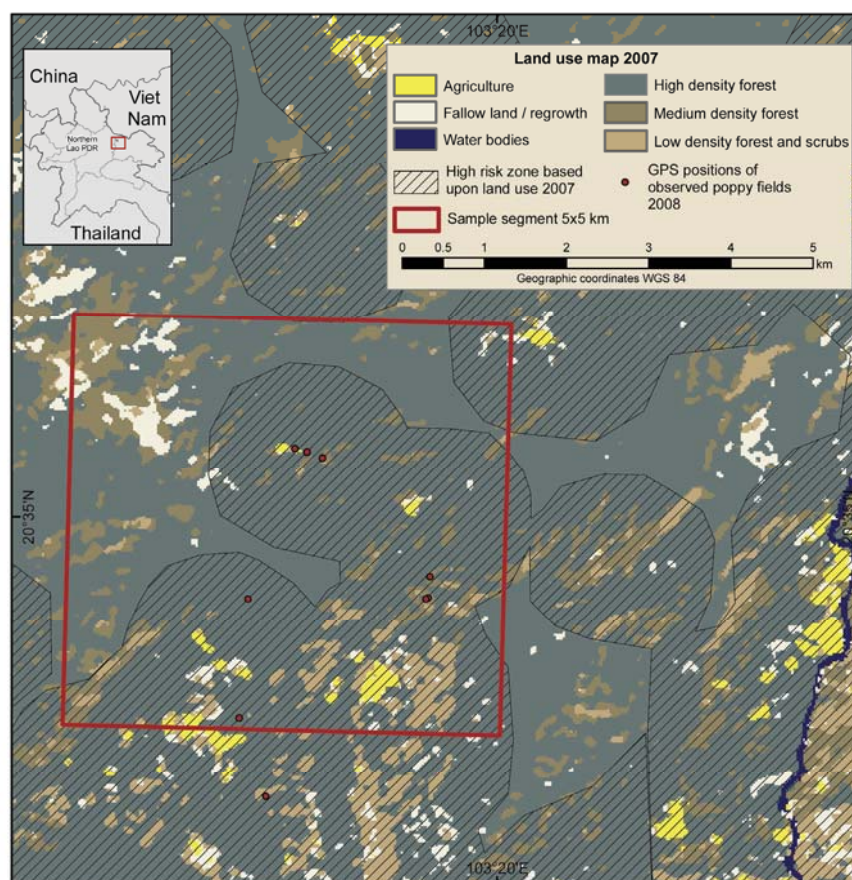 103°20'E
China
Viet
Nam
Northern
Lao PDR
Thailand
Land use map 2007
Agriculture
High density forest
Fallow land / regrowth
Medium density forest
Water bodies
Low density forest and scrubs
High risk zone based
upon land use 2007
GPS positions of
observed poppy fields
2008
Sample segment 5x5 km
0 0.5 1 2 3 4 5
km
Geographic coordinates WGS 84
20°35'N
20°35'N
103°20'E